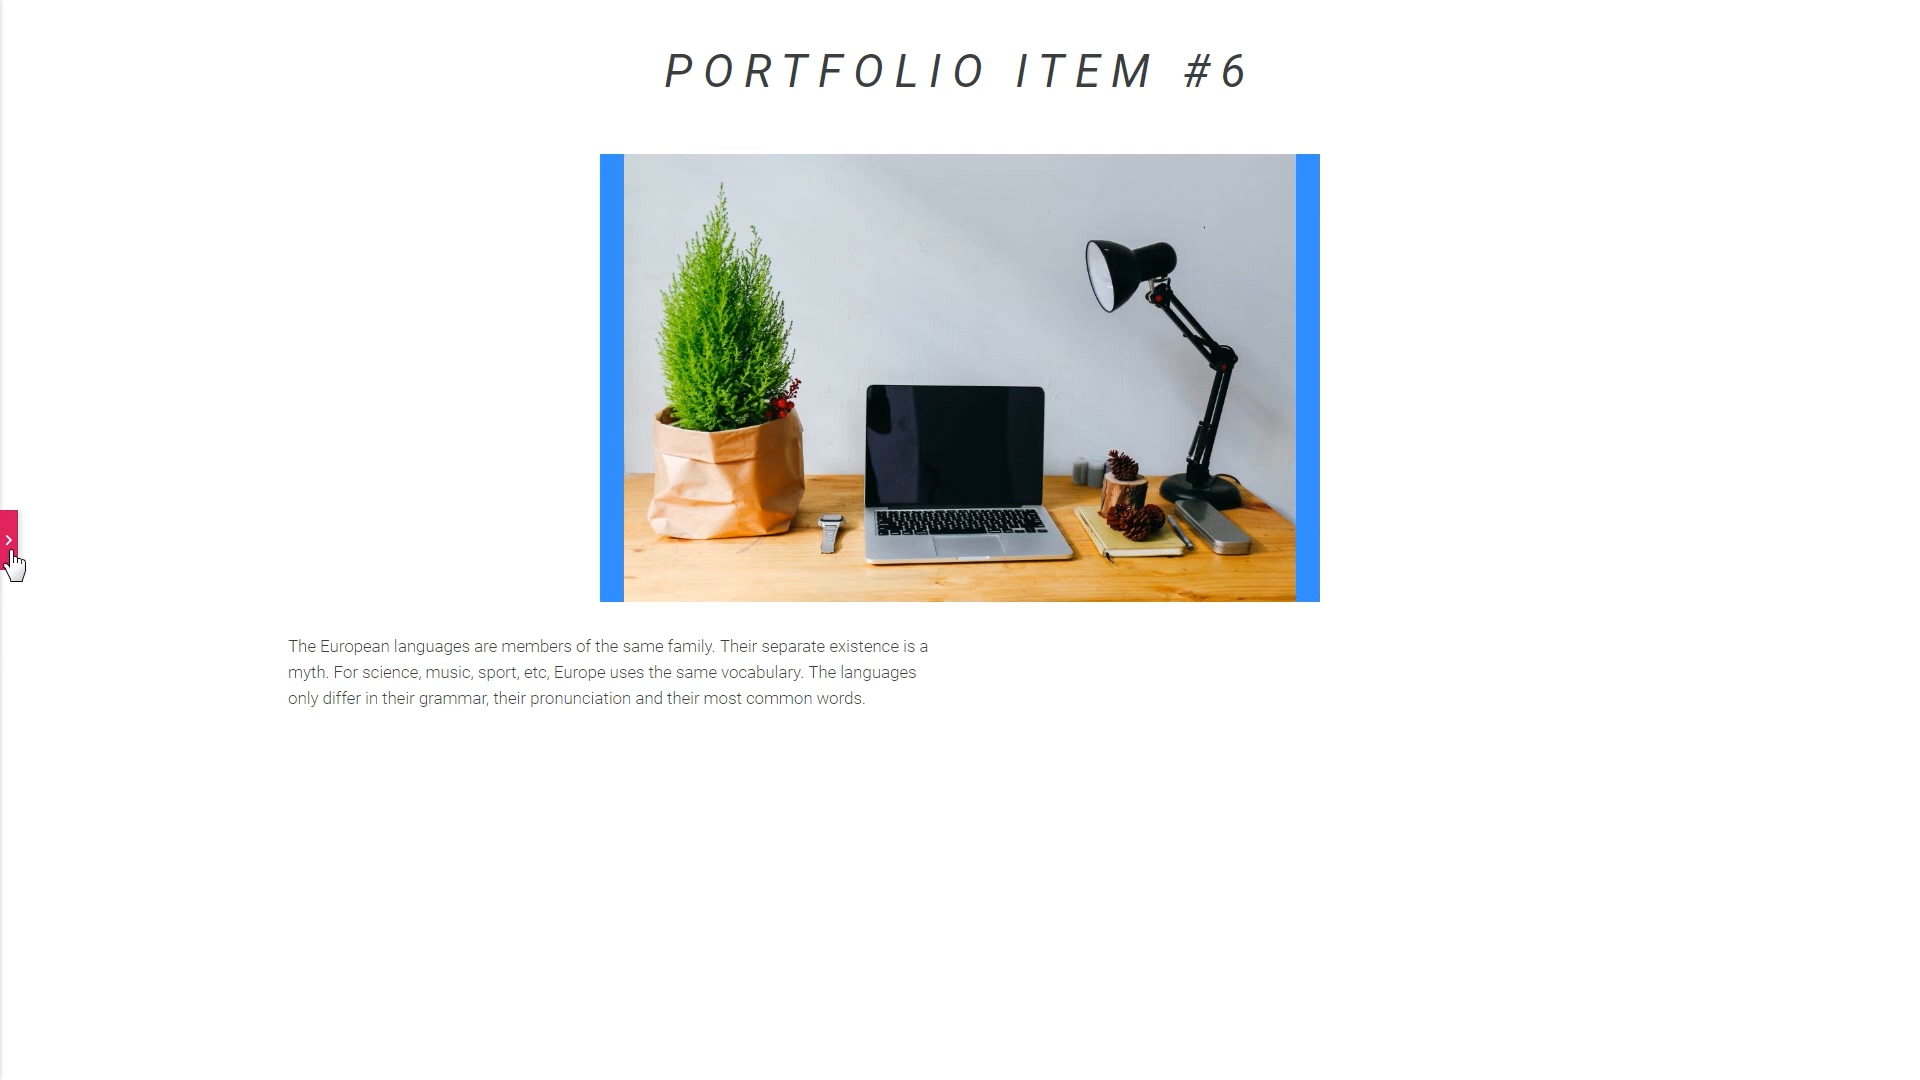 PORTFOLIO ITEM #6
The European languages are members of the same family. Their separate existence is a
myth. For science, music, sport, etc, Europe uses the same vocabulary. The languages
only differ in their grammar, their pronunciation and their most common words.